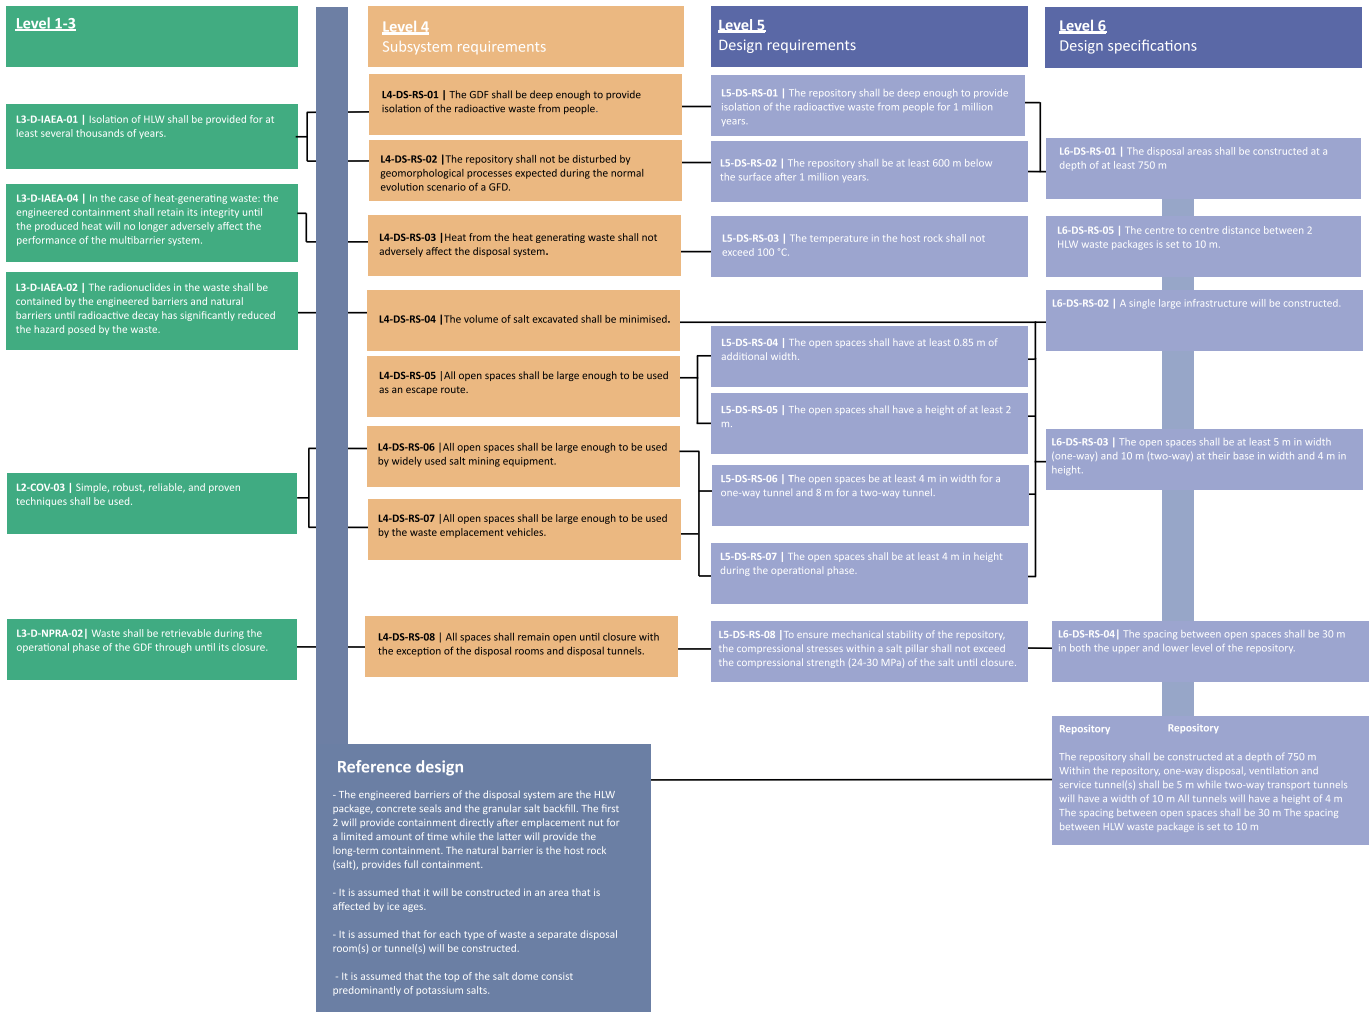 Level 1-3
L3-D-IAEA-01 | Isolation of HLW shall be provided for at
least several thousands of years.
L3-D-IAEA-04 | In the case of heat-generating waste: the
engineered containment shall retain its integrity until
the produced heat will no longer adversely affect the
performance of the multibarrier system.
L3-D-IAEA-02 | The radionuclides in the waste shall be
contained by the engineered barriers and natural
barriers until radioactive decay has significantly reduced
the hazard posed by the waste.
L2-COV-03 | Simple, robust, reliable, and proven
techniques shall be used.
L3-D-NPRA-02| Waste shall be retrievable during the
operational phase of the GDF through until its closure.
Level 4
Subsystem requirements
L4-DS-RS-01 | The GDF shall be deep enough to provide
isolation of the radioactive waste from people.
L4-DS-RS-02 |The repository shall not be disturbed by
geomorphological processes expected during the normal
evolution scenario of a GFD.
L4-DS-RS-03 |Heat from the heat generating waste shall not
adversely affect the disposal system.
L4-DS-RS-04 |The volume of salt excavated shall be minimised.
L4-DS-RS-05 |All open spaces shall be large enough to be used
as an escape route.
L4-DS-RS-06 |All open spaces shall be large enough to be used
by widely used salt mining equipment.
L4-DS-RS-07 |All open spaces shall be large enough to be used
by the waste emplacement vehicles.
L4-DS-RS-08 | All spaces shall remain open until closure with
the exception of the disposal rooms and disposal tunnels.
Level 5
Design requirements
L5-DS-RS-01 | The repository shall be deep enough to provide
isolation of the radioactive waste from people for 1 million
years.
L5-DS-RS-02 | The repository shall be at least 600 m below
the surface after 1 million years.
L5-DS-RS-03 | The temperature in the host rock shall not
exceed 100 °C.
L5-DS-RS-04 | The open spaces shall have at least 0.85 m of
additional width.
L5-DS-RS-05 | The open spaces shall have a height of at least 2
m.
L5-DS-RS-06 | The open spaces be at least 4 m in width for a
one-way tunnel and 8 m for a two-way tunnel.
L5-DS-RS-07 | The open spaces shall be at least 4 m in height
during the operational phase.
L5-DS-RS-08 |To ensure mechanical stability of the repository,
the compressional stresses within a salt pillar shall not exceed
the compressional strength (24-30 MPa) of the salt until closure.
Level 6
Design specifications
L6-DS-RS-01 | The disposal areas shall be constructed at a
depth of at least 750 m
L6-DS-RS-05 | The centre to centre distance between 2
HLW waste packages is set to 10 m.
L6-DS-RS-02 | A single large infrastructure will be constructed.
L6-DS-RS-03 | The open spaces shall be at least 5 m in width
(one-way) and 10 m (two-way) at their base in width and 4 m in
height.
L6-DS-RS-04| The spacing between open spaces shall be 30 m
in both the upper and lower level of the repository.
Repository Repository
The repository shall be constructed at a depth of 750 m
Within the repository, one-way disposal, ventilation and
service tunnel(s) shall be 5 m while two-way transport tunnels
will have a width of 10 m All tunnels will have a height of 4 m
The spacing between open spaces shall be 30 m The spacing
between HLW waste package is set to 10 m
Reference design
- The engineered barriers of the disposal system are the HLW
package, concrete seals and the granular salt backfill. The first
2 will provide containment directly after emplacement nut for
a limited amount of time while the latter will provide the
long-term containment. The natural barrier is the host rock
(salt), provides full containment.
- It is assumed that it will be constructed in an area that is
affected by ice ages.
- It is assumed that for each type of waste a separate disposal
room(s) or tunnel(s) will be constructed.
- It is assumed that the top of the salt dome consist
predominantly of potassium salts.